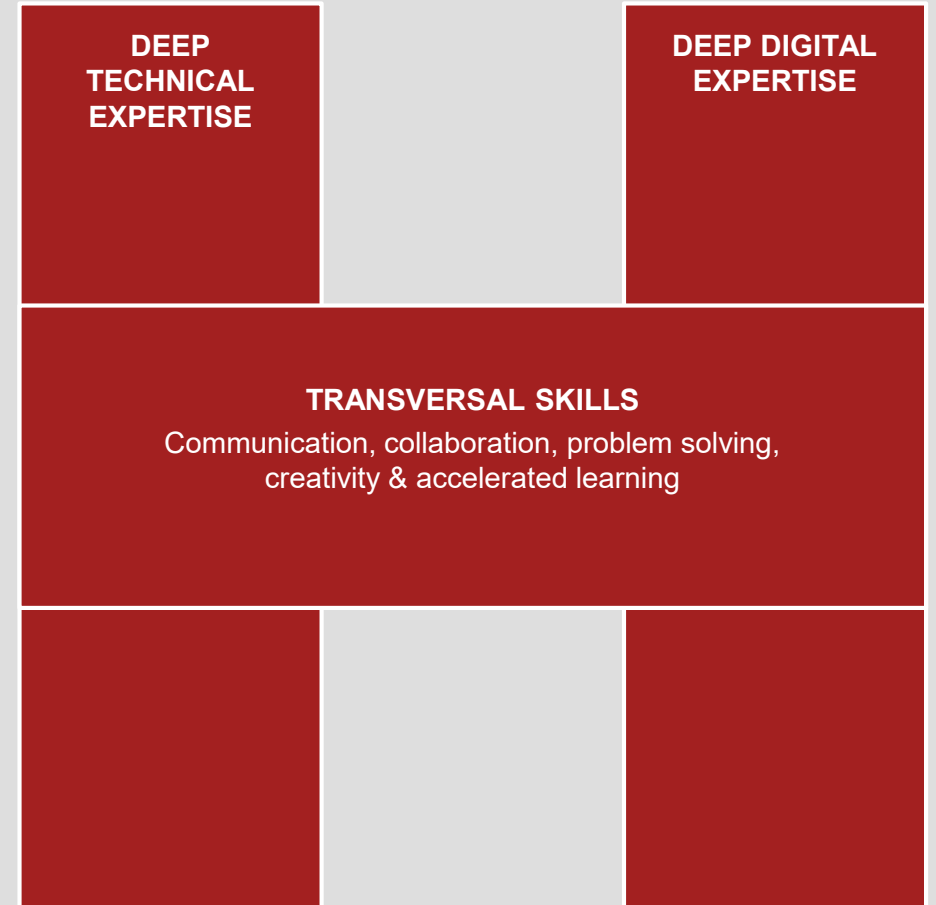 DEEP
TECHNICAL
EXPERTISE
DEEP DIGITAL
EXPERTISE
TRANSVERSAL SKILLS
Communication, collaboration, problem solving,
creativity & accelerated learning